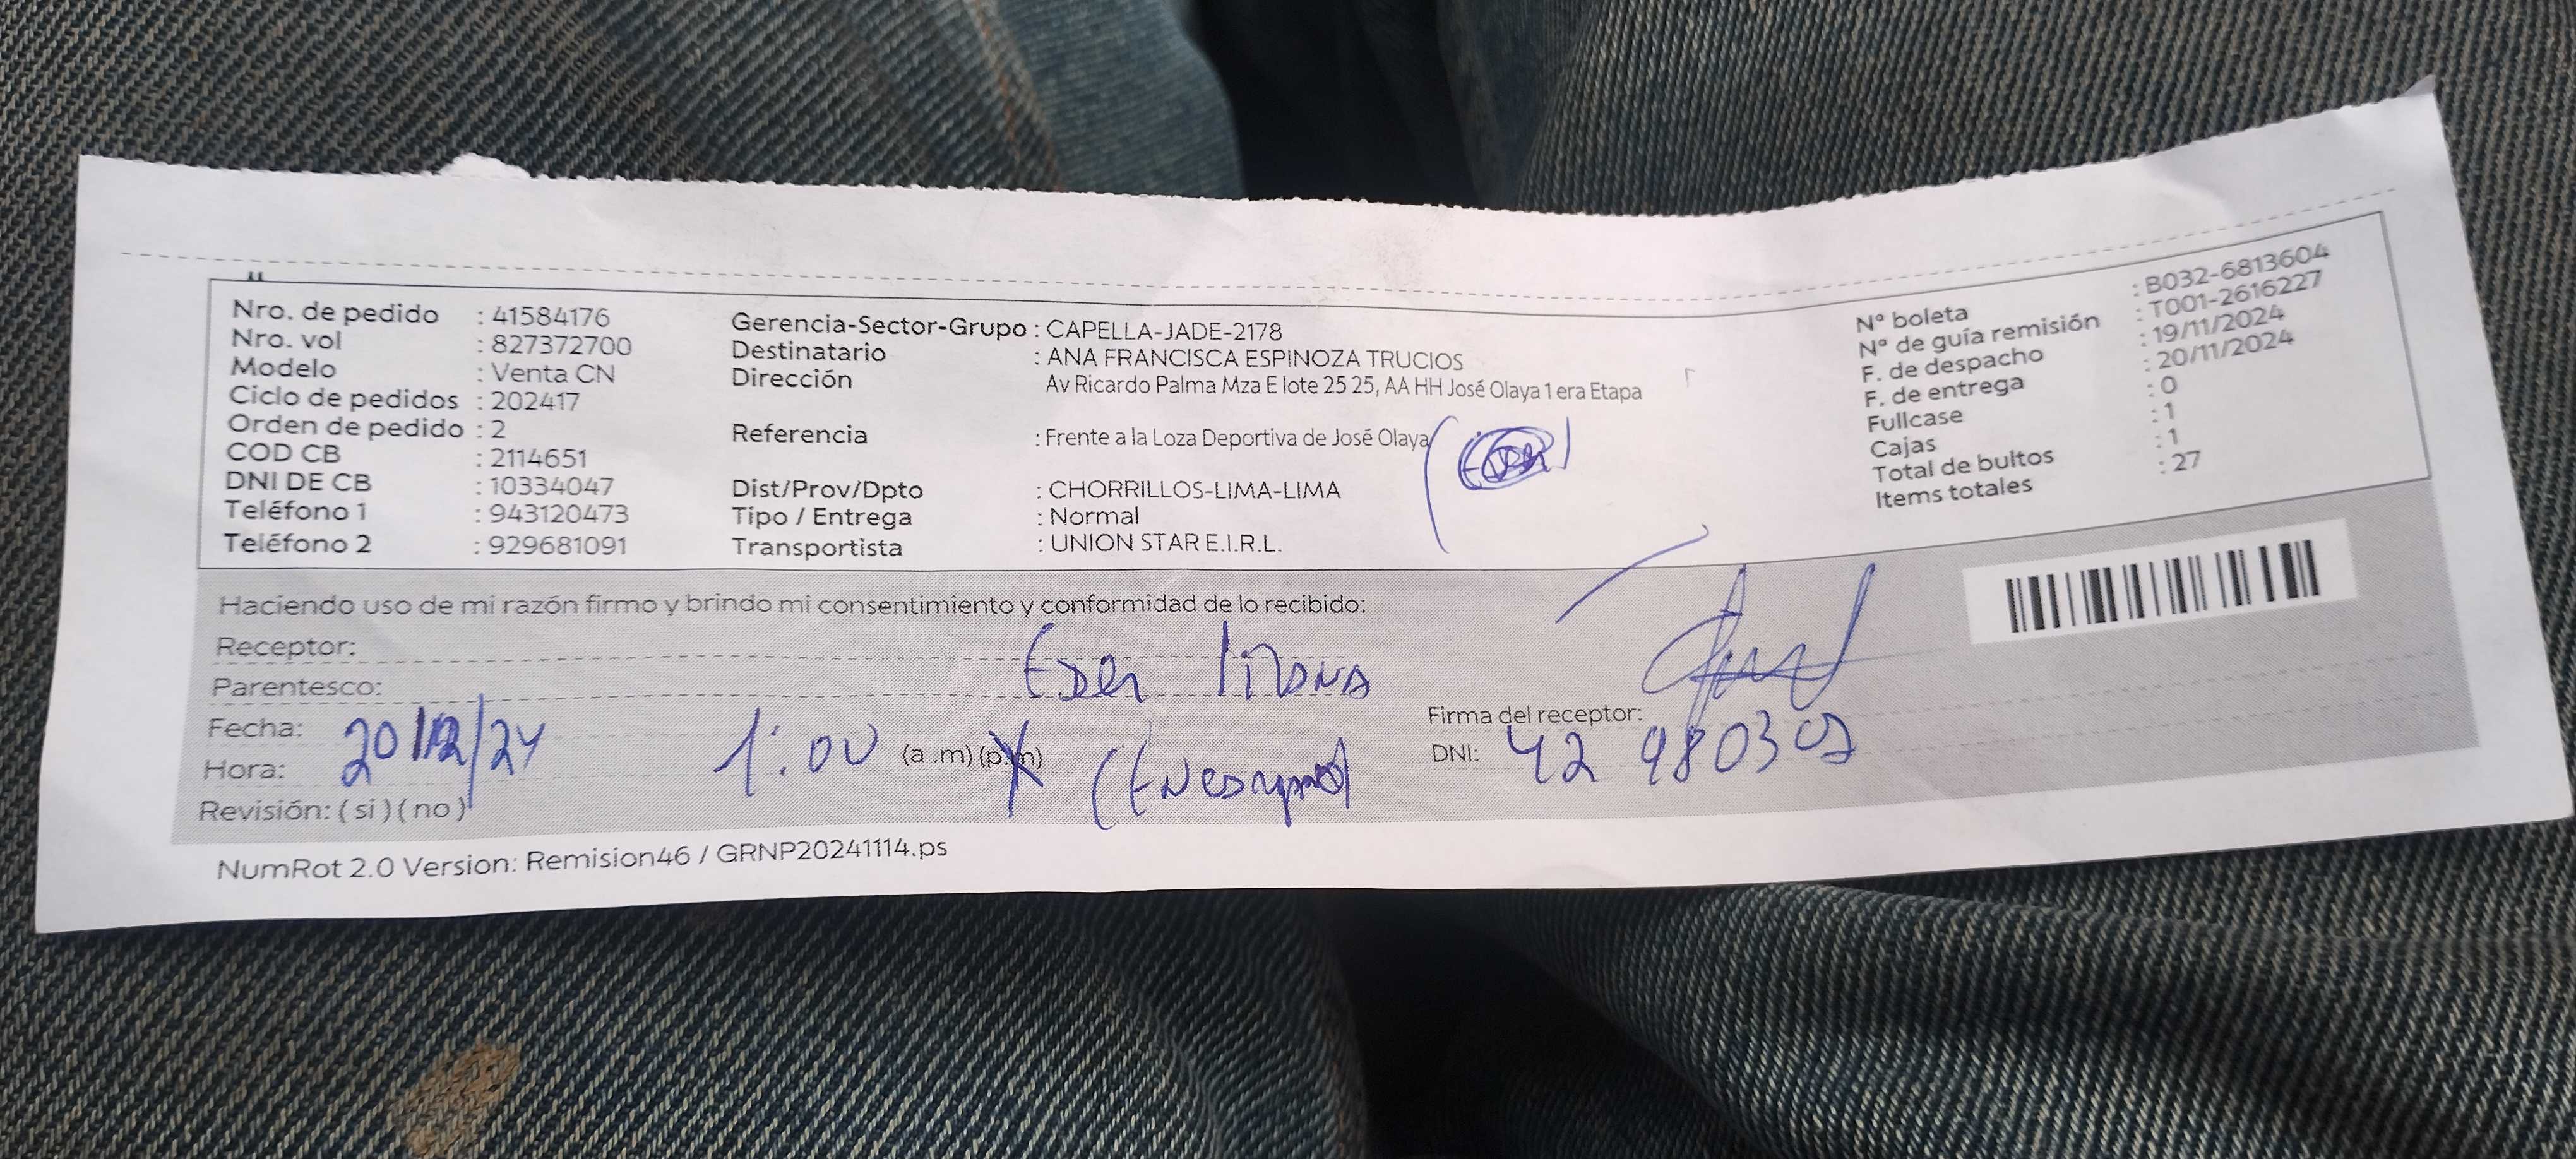 Nro. de pedido : 41584176
Nro. vol : 827372700
Modelo : Venta CN
Ciclo de pedidos : 202417
Orden de pedido : 2
COD CB : 2114651
DNI DE CB : 10334047
Teléfono 1 : 943120473
Teléfono 2 : 929681091
Gerencia-Sector-Grupo : CAPELLA-JADE-2178
Destinatario : ANA FRANCISCA ESPINOZA TRUCIOS
Dirección Av Ricardo Palma Mza E lote 25 25, AA HH José Olaya 1 era Etapa
Referencia : Frente a la Loza Deportiva de José Olaya
Dist/Prov/Dpto : CHORRILLOS-LIMA-LIMA
Tipo / Entrega : Normal
Transportista : UNION STAR E.I.R.L.
N° boleta : B032-6813604
N° de guía remisión : T001-2616227
F. de despacho : 19/11/2024
F. de entrega : 20/11/2024
Fullcase : 0
Cajas : 1
Total de bultos : 1
Items totales : 27
Haciendo uso de mi razón firmo y brindo mi consentimiento y conformidad de lo recibido:
Receptor:
Parentesco: Eder
Fecha: 20/12/24
Hora: 1:00 (a .m) (p.m)
Revisión: ( si ) ( no )
Firma del receptor:
DNI: 42 9803
NumRot 2.0 Version: Remision46 / GRNP20241114.ps